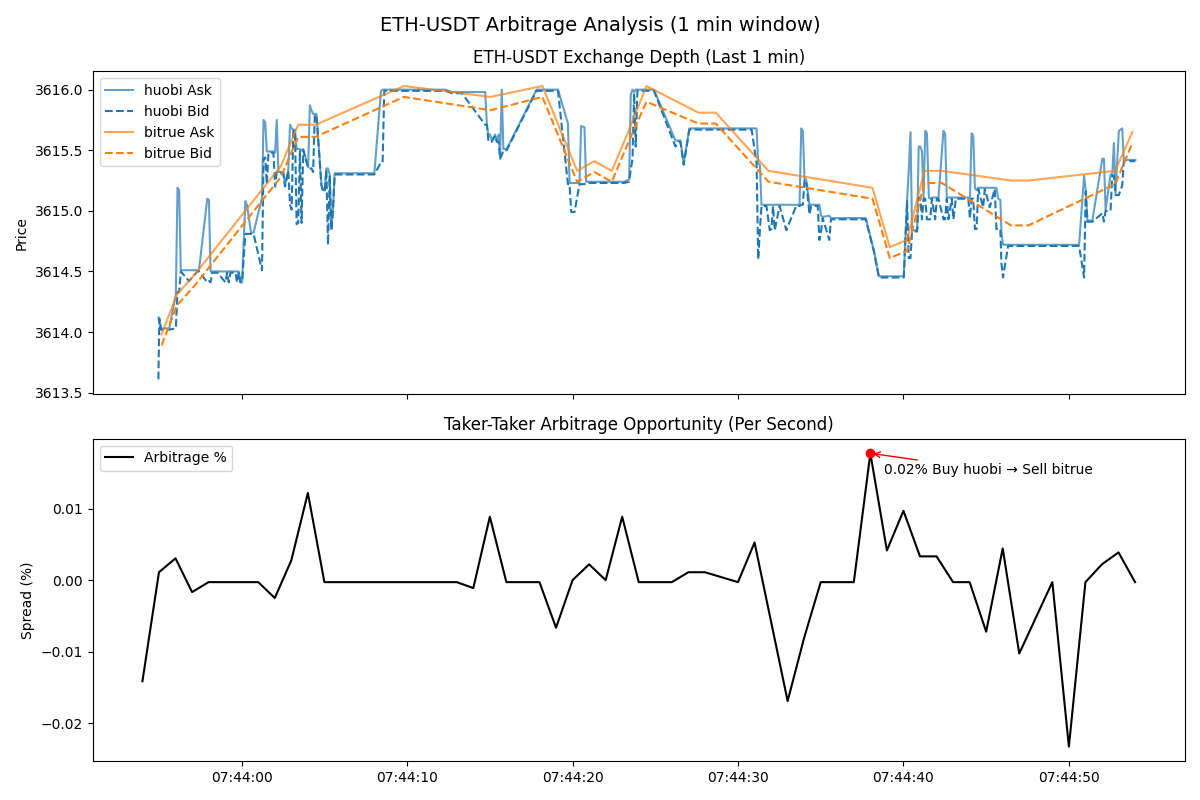 ETH-USDT Arbitrage Analysis (1 min window)
ETH-USDT Exchange Depth (Last 1 min)
huobi Ask
huobi Bid
bitrue Ask
bitrue Bid
Price
3616.0
3615.5
3615.0
3614.5
3614.0
3613.5
Taker-Taker Arbitrage Opportunity (Per Second)
Arbitrage %
0.02% Buy huobi → Sell bitrue
Spread (%)
0.01
0.00
−0.01
−0.02
07:44:00 07:44:10 07:44:20 07:44:30 07:44:40 07:44:50